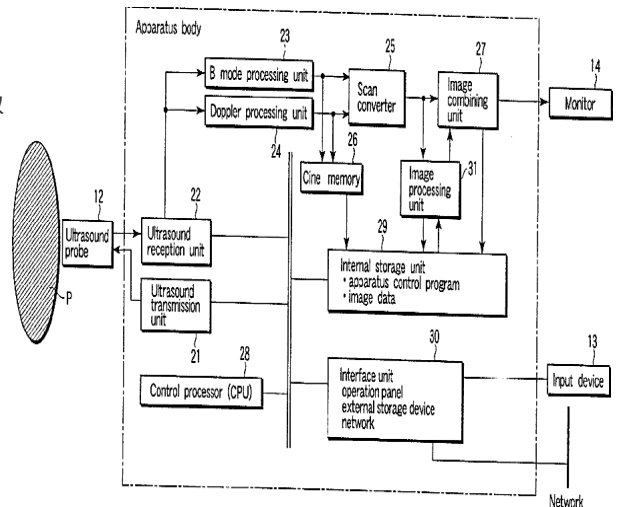 Apparatus body
23
B mode processing unit
Doppler processing unit
24
25
Scan
converter
27
Image
combining
unit
14
Monitor
26
Cine memory
31
Image
processing
unit
12
Ultrasound
probe
22
Ultrasound
reception unit
29
Internal storage unit
• apparatus control program
• image data
P
Ultrasound
transmission
unit
21
28
Control processor (CPU)
30
Interface unit
operation panel
external storage device
network
13
Input device
Network